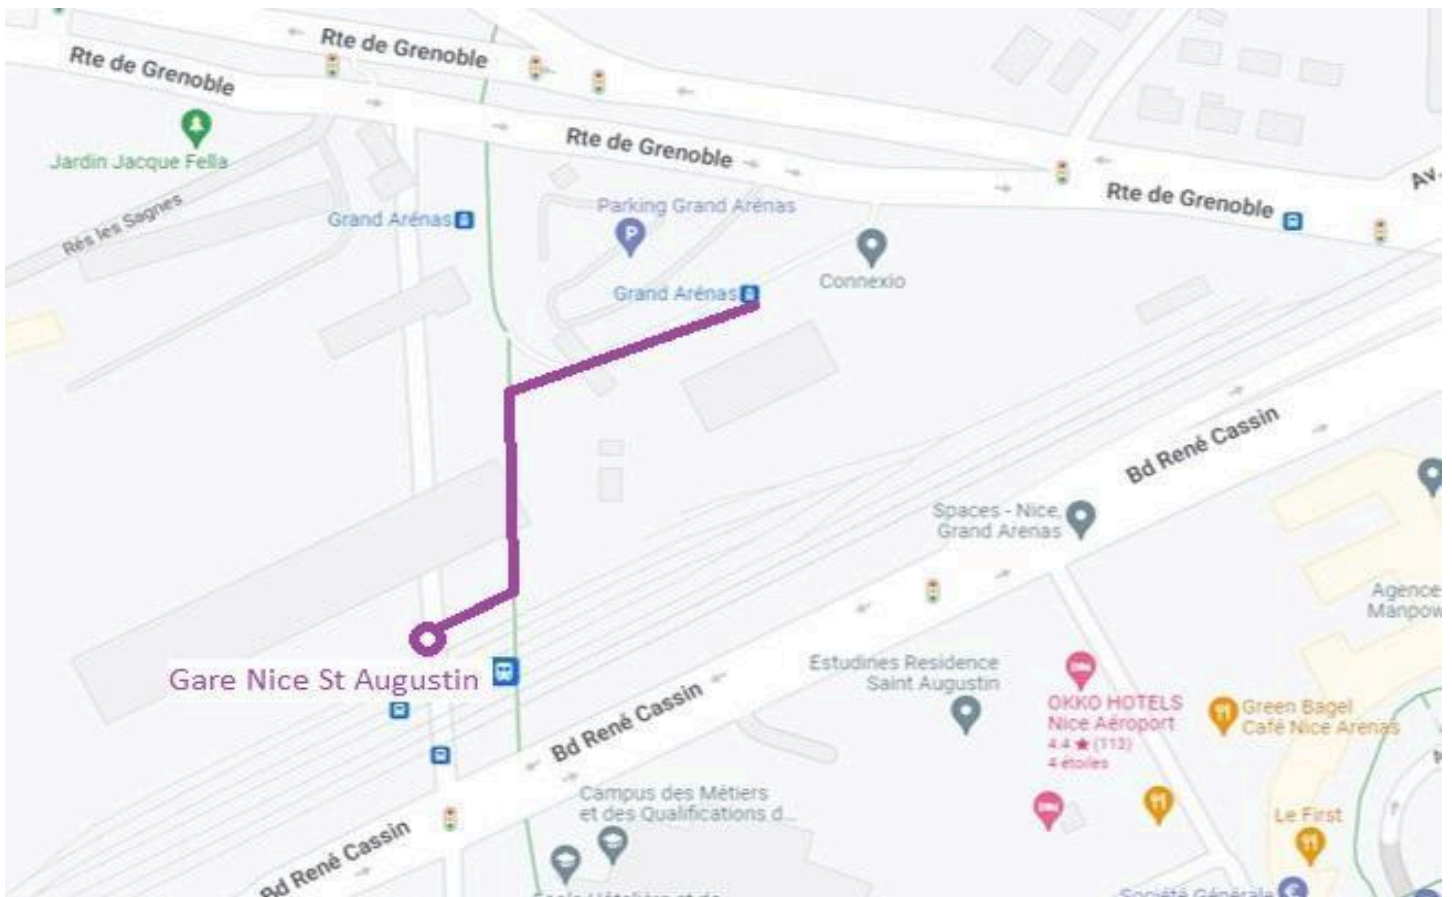 Rte de Grenoble
Rte de Grenoble
Rte de Grenoble
Rte de Grenoble
Av.
Jardin Jacque Fella
Rés les Sagnes
Grand Arénas
Parking Grand Arénas
P
Connexio
Grand Arénas
Bd René Cassin
Spaces - Nice,
Grand Arenas
Agence
Manpow
Gare Nice St Augustin
Estudines Residence
Saint Augustin
OKKO HOTELS
Nice Aéroport
4.4 ★ (113)
4 étoiles
Green Bagel
Café Nice Arenas
Bd René Cassin
Campus des Métiers
et des Qualifications d...
Le First
Bd René Cassin
Société Générale
€